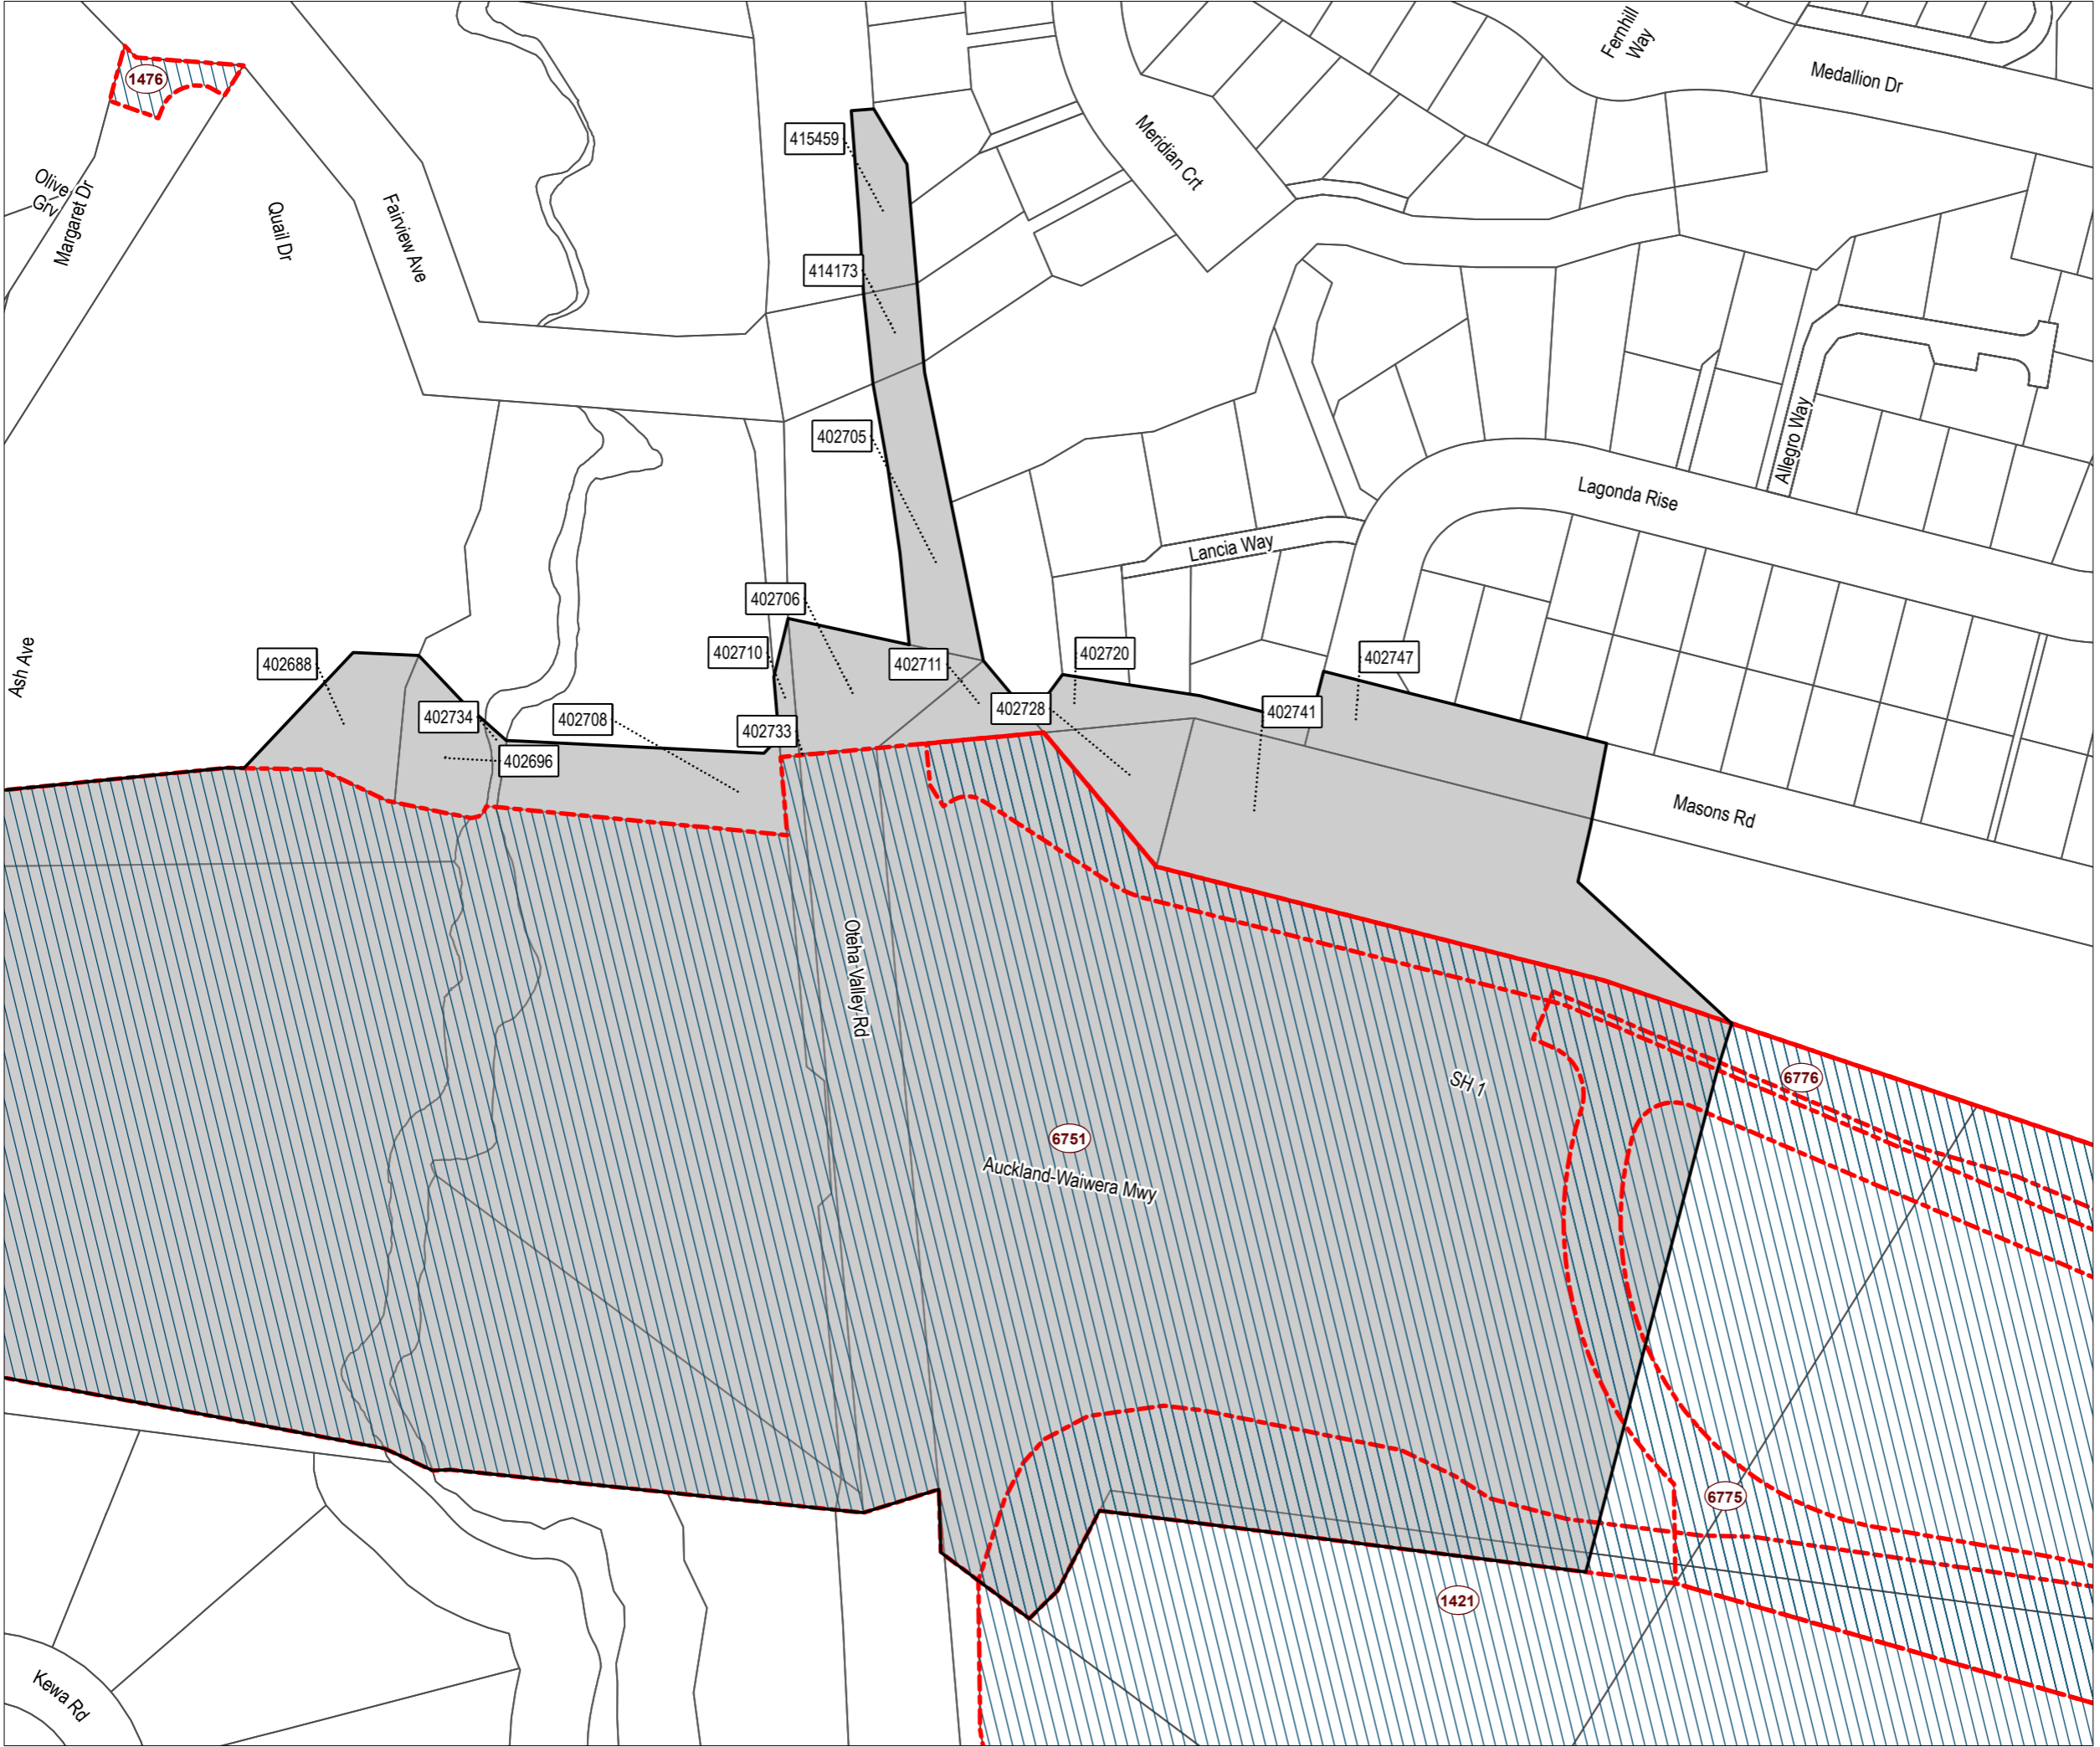 Fernhill
Way
Medallion Dr
1476
415459
Meridian Crt
Olive
Grv
Margaret Dr
Quail Dr
Fairview Ave
414173
402705
Allegro Way
Lagonda Rise
Lancia Way
402706
Ash Ave
402688
402710
402711
402720
402747
402734
402708
402733
402728
402741
402696
Masons Rd
Oteha Valley Rd
SH 1
6776
6751
Auckland-Waiwera Mwy
6775
1421
Kewa Rd